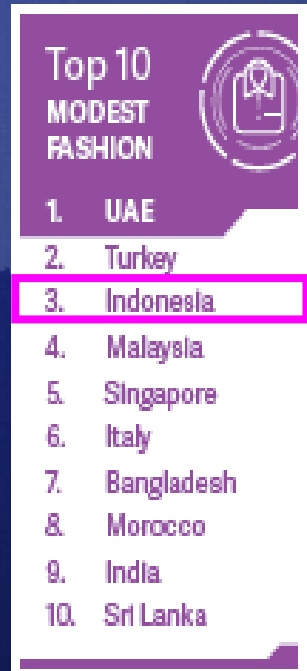 Top 10
MODEST
FASHION
1. UAE
2. Turkey
3. Indonesia
4. Malaysia
5. Singapore
6. Italy
7. Bangladesh
8. Morocco
9. India
10. Sri Lanka